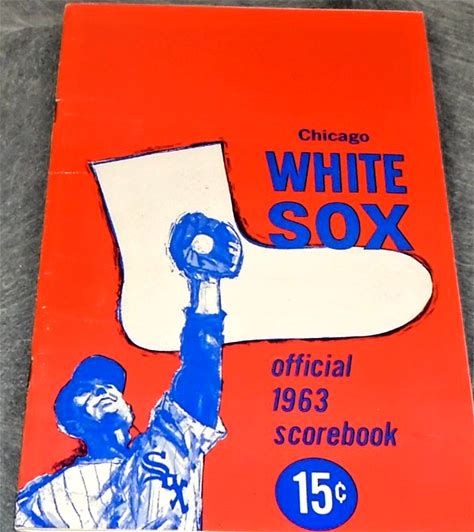 Chicago
WHITE
SOX
official
1963
scorebook
SOX
15¢